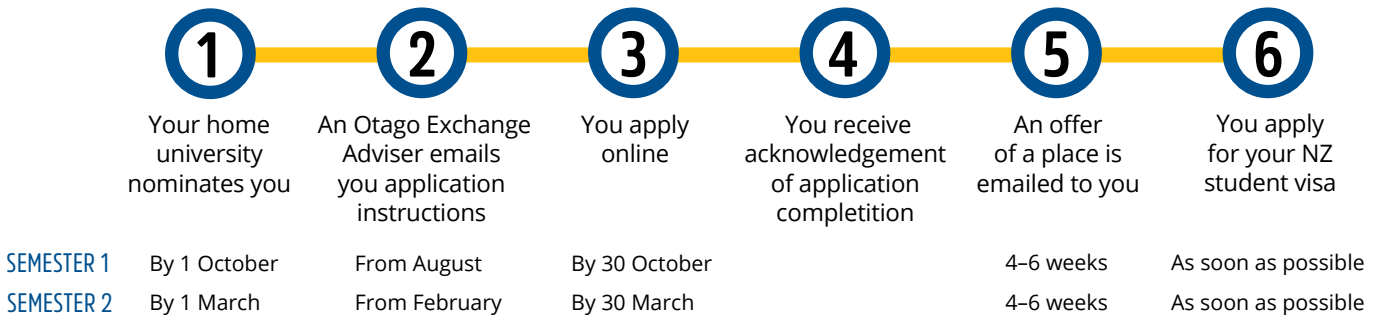 1 2 3 4 5 6
Your home
university
nominates you
An Otago Exchange
Adviser emails
you application
instructions
You apply
online
You receive
acknowledgement
of application
completition
An offer
of a place is
emailed to you
You apply
for your NZ
student visa
SEMESTER 1 By 1 October From August By 30 October 4–6 weeks As soon as possible
SEMESTER 2 By 1 March From February By 30 March 4–6 weeks As soon as possible